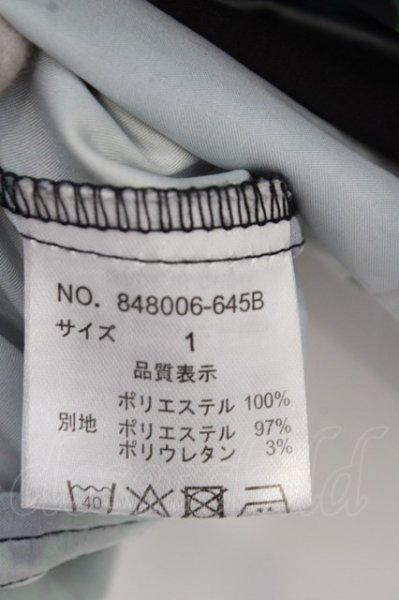 NO. 848006-645B
サイズ 1
品質表示
ポリエステル 100%
別地 ポリエステル 97%
ポリウレタン 3%
40